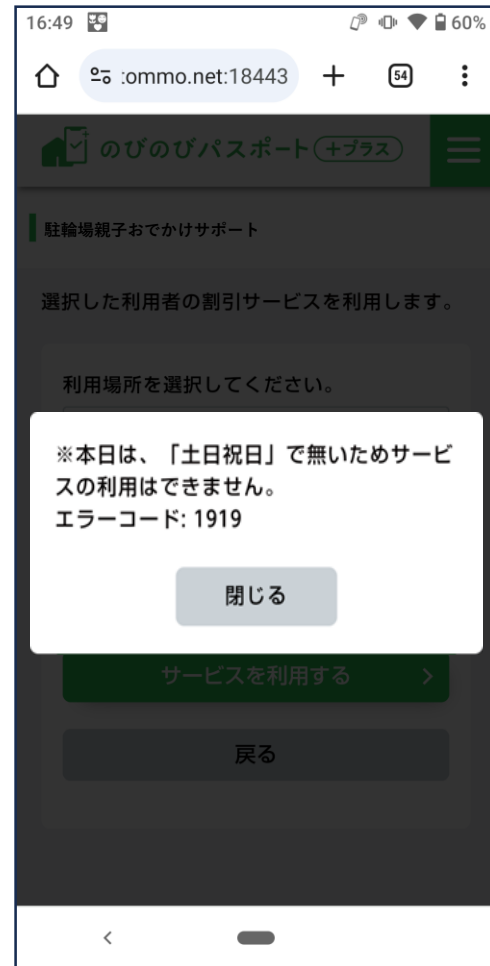 16:49
60%
:ommo.net:18443
54
のびのびパスポート +プラス
駐輪場親子おでかけサポート
選択した利用者の割引サービスを利用します。
利用場所を選択してください。
※本日は、「土日祝日」で無いためサービ
スの利用はできません。
エラーコード: 1919
閉じる
サービスを利用する
戻る